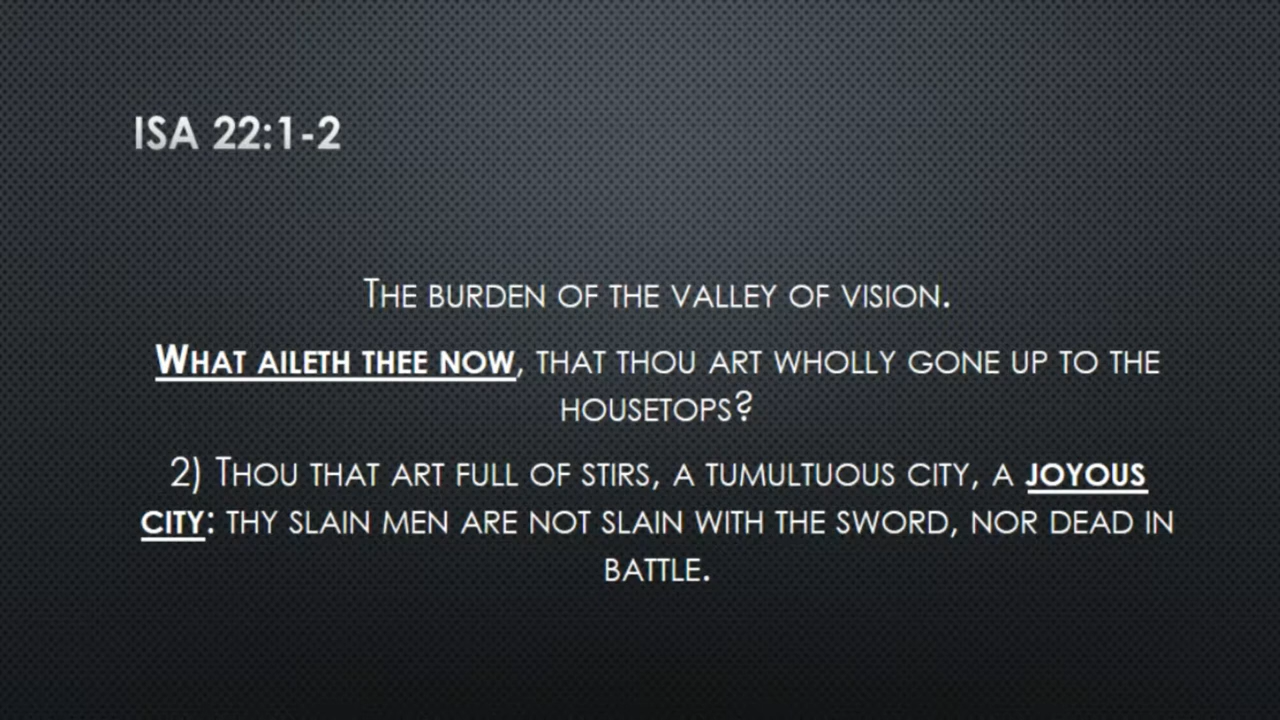 ISA 22:1-2
The burden of the valley of vision.
What aileth thee now, that thou art wholly gone up to the
housetops?
2) Thou that art full of stirs, a tumultuous city, a joyous
city: thy slain men are not slain with the sword, nor dead in
battle.